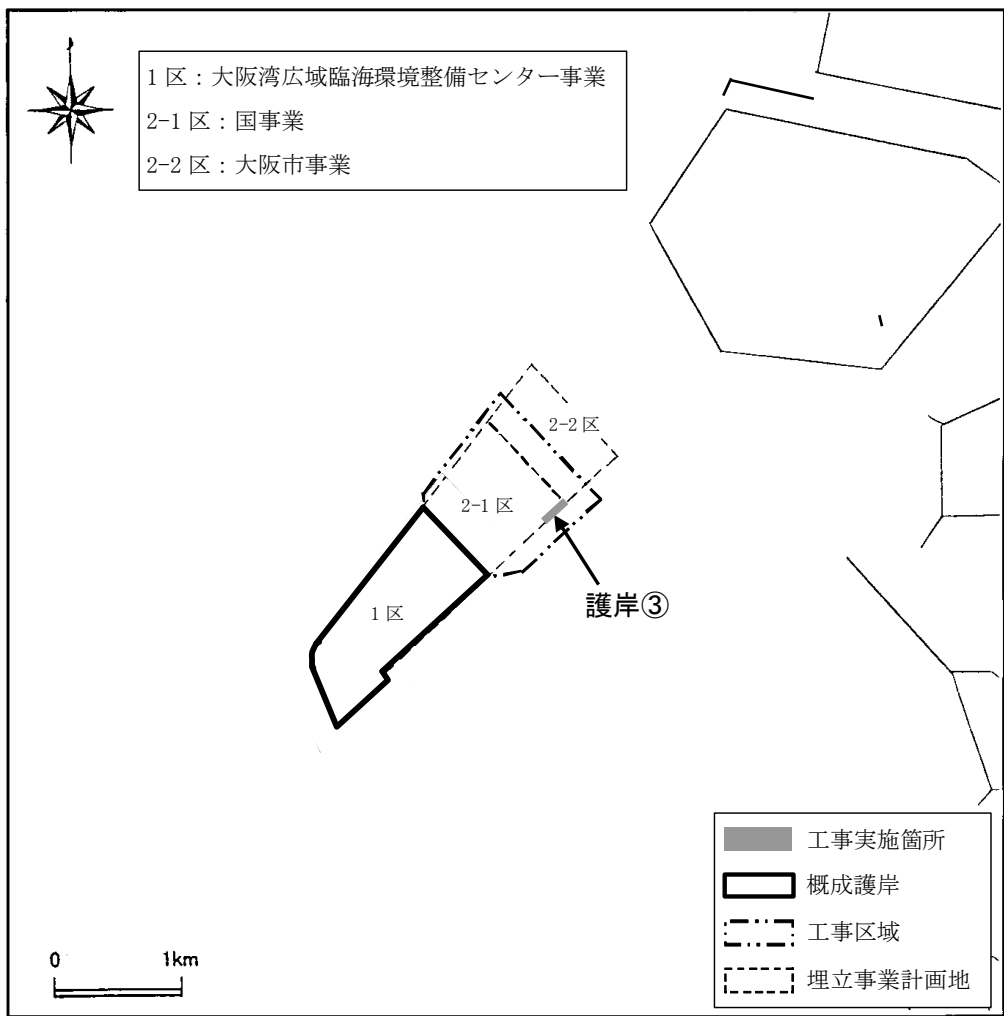 1区：大阪湾広域臨海環境整備センター事業
2-1区：国事業
2-2区：大阪市事業
2-2区
2-1区
護岸③
1区
工事実施箇所
概成護岸
工事区域
埋立事業計画地
0 1km